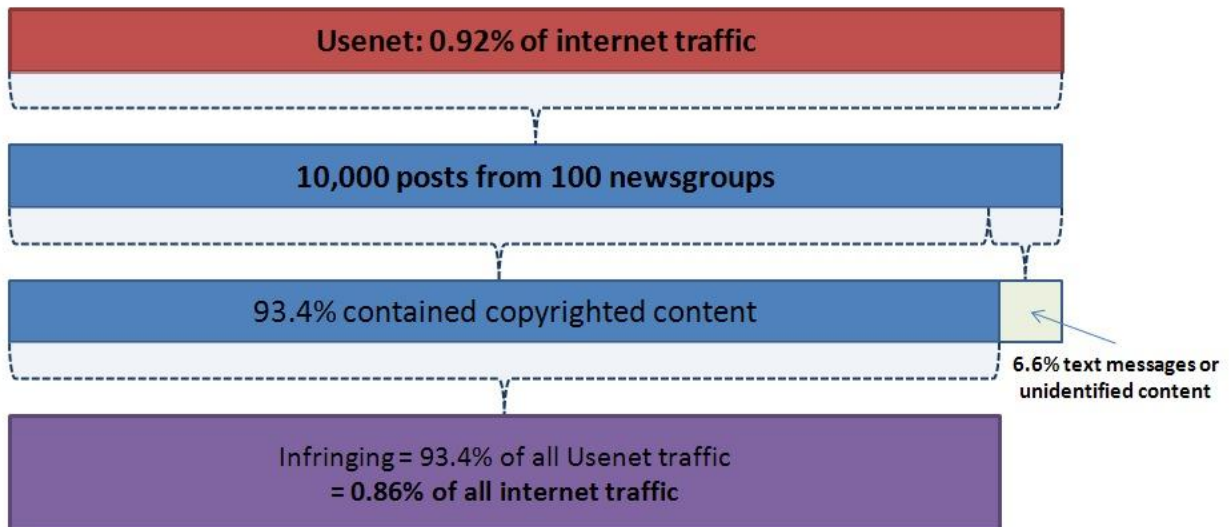 Usenet: 0.92% of internet traffic
10,000 posts from 100 newsgroups
93.4% contained copyrighted content
6.6% text messages or
unidentified content
Infringing = 93.4% of all Usenet traffic
= 0.86% of all internet traffic